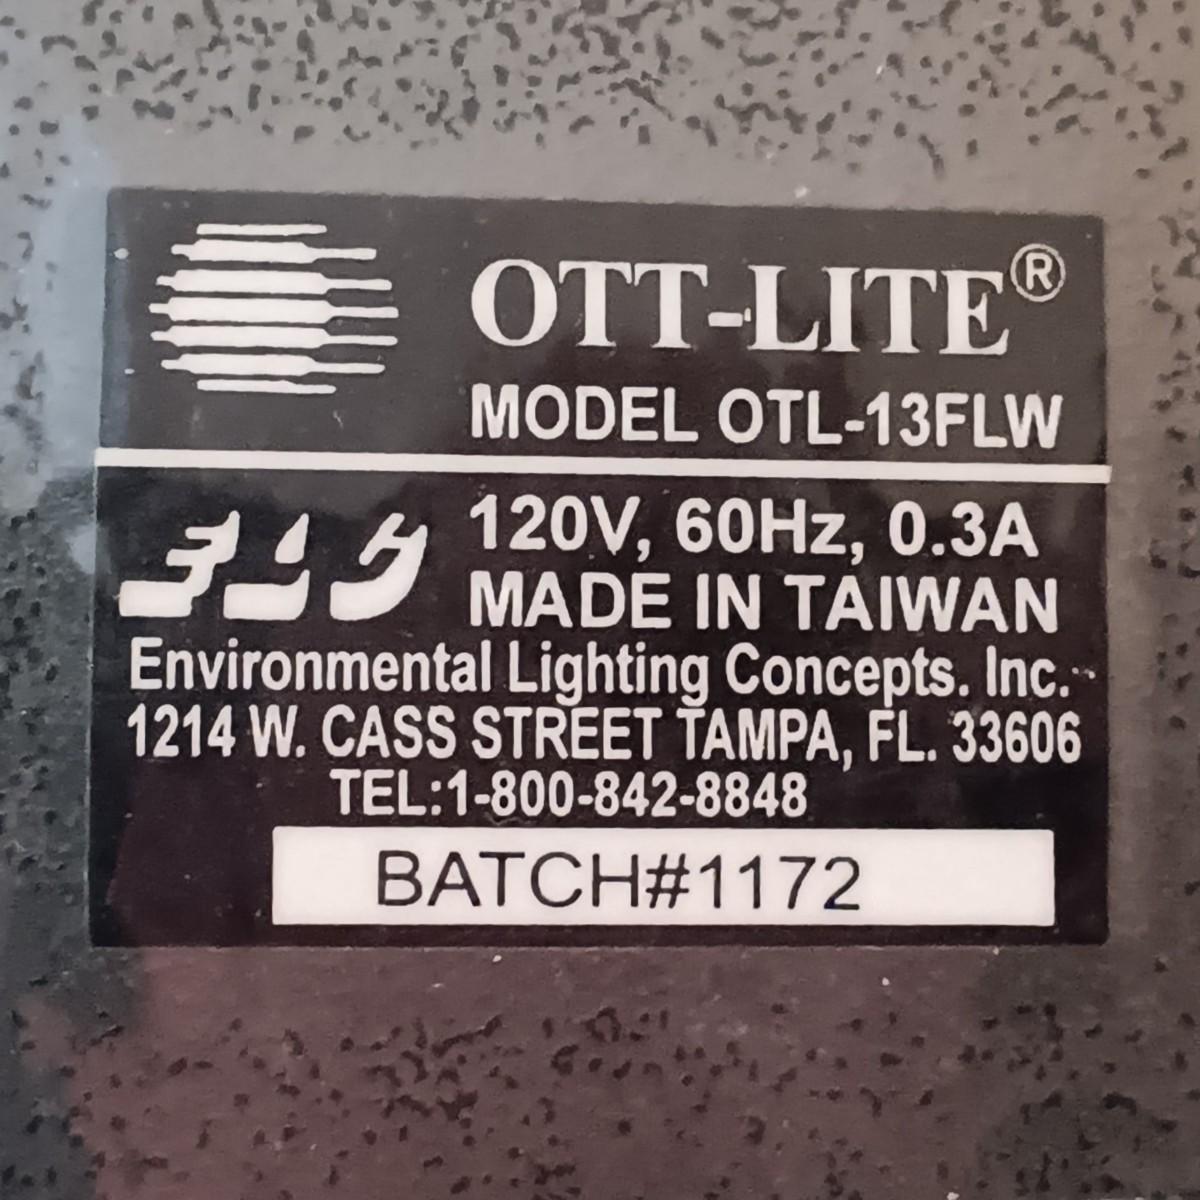 OTT-LITE®
MODEL OTL-13FLW
120V, 60Hz, 0.3A
MADE IN TAIWAN
Environmental Lighting Concepts. Inc.
1214 W. CASS STREET TAMPA, FL. 33606
TEL:1-800-842-8848
BATCH#1172